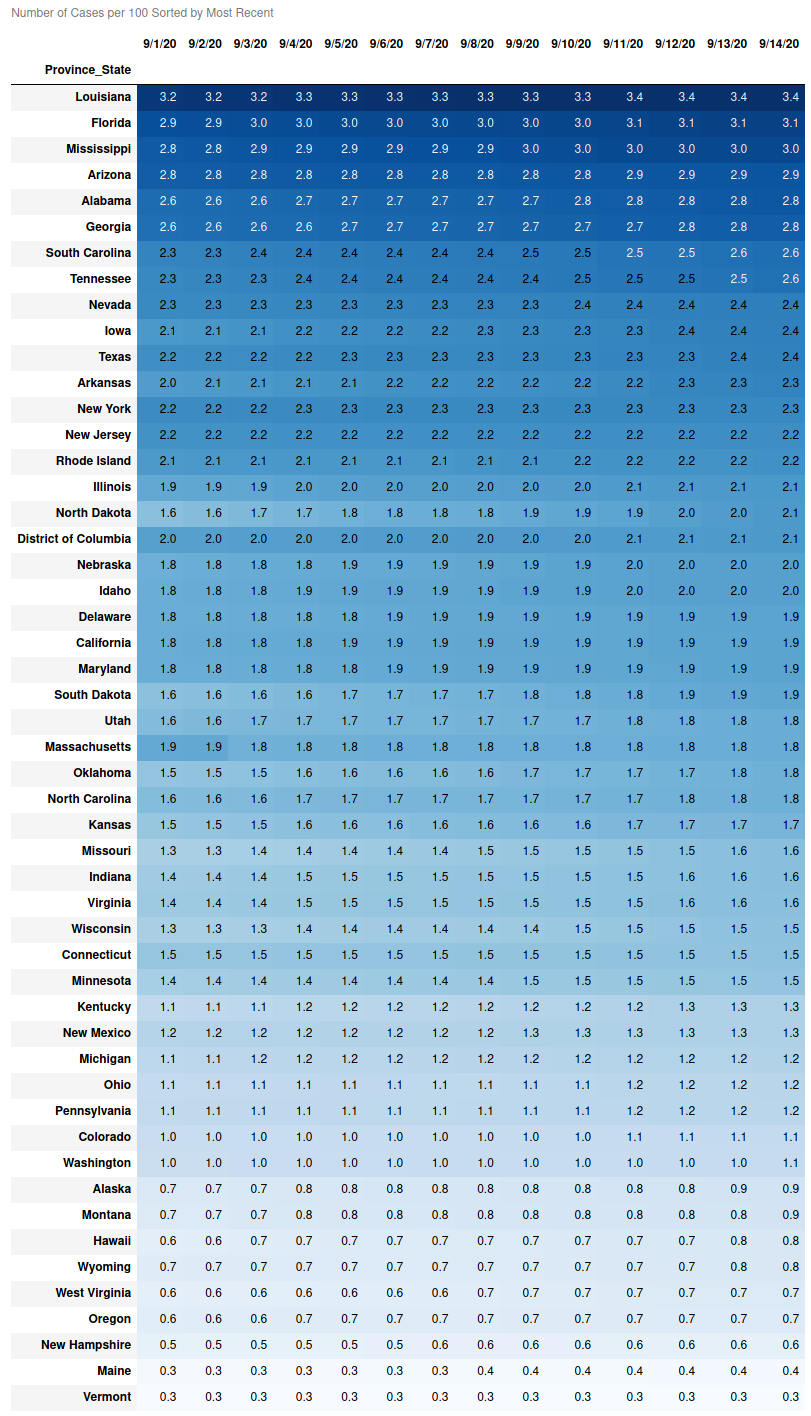 Number of Cases per 100 Sorted by Most Recent
9/1/20 9/2/20 9/3/20 9/4/20 9/5/20 9/6/20 9/7/20 9/8/20 9/9/20 9/10/20 9/11/20 9/12/20 9/13/20 9/14/20
Province_State
Louisiana 3.2 3.2 3.2 3.3 3.3 3.3 3.3 3.3 3.3 3.3 3.4 3.4 3.4 3.4
Florida 2.9 2.9 3.0 3.0 3.0 3.0 3.0 3.0 3.0 3.0 3.1 3.1 3.1 3.1
Mississippi 2.8 2.8 2.9 2.9 2.9 2.9 2.9 2.9 3.0 3.0 3.0 3.0 3.0 3.0
Arizona 2.8 2.8 2.8 2.8 2.8 2.8 2.8 2.8 2.8 2.8 2.9 2.9 2.9 2.9
Alabama 2.6 2.6 2.6 2.7 2.7 2.7 2.7 2.7 2.7 2.8 2.8 2.8 2.8 2.8
Georgia 2.6 2.6 2.6 2.6 2.7 2.7 2.7 2.7 2.7 2.7 2.7 2.8 2.8 2.8
South Carolina 2.3 2.3 2.4 2.4 2.4 2.4 2.4 2.4 2.5 2.5 2.5 2.5 2.6 2.6
Tennessee 2.3 2.3 2.3 2.4 2.4 2.4 2.4 2.4 2.4 2.5 2.5 2.5 2.5 2.6
Nevada 2.3 2.3 2.3 2.3 2.3 2.3 2.3 2.3 2.3 2.4 2.4 2.4 2.4 2.4
Iowa 2.1 2.1 2.1 2.2 2.2 2.2 2.2 2.3 2.3 2.3 2.3 2.4 2.4 2.4
Texas 2.2 2.2 2.2 2.2 2.3 2.3 2.3 2.3 2.3 2.3 2.3 2.3 2.4 2.4
Arkansas 2.0 2.1 2.1 2.1 2.1 2.2 2.2 2.2 2.2 2.2 2.2 2.3 2.3 2.3
New York 2.2 2.2 2.2 2.3 2.3 2.3 2.3 2.3 2.3 2.3 2.3 2.3 2.3 2.3
New Jersey 2.2 2.2 2.2 2.2 2.2 2.2 2.2 2.2 2.2 2.2 2.2 2.2 2.2 2.2
Rhode Island 2.1 2.1 2.1 2.1 2.1 2.1 2.1 2.1 2.1 2.2 2.2 2.2 2.2 2.2
Illinois 1.9 1.9 1.9 2.0 2.0 2.0 2.0 2.0 2.0 2.0 2.1 2.1 2.1 2.1
North Dakota 1.6 1.6 1.7 1.7 1.8 1.8 1.8 1.8 1.9 1.9 1.9 2.0 2.0 2.1
District of Columbia 2.0 2.0 2.0 2.0 2.0 2.0 2.0 2.0 2.0 2.0 2.1 2.1 2.1 2.1
Nebraska 1.8 1.8 1.8 1.8 1.9 1.9 1.9 1.9 1.9 1.9 2.0 2.0 2.0 2.0
Idaho 1.8 1.8 1.8 1.9 1.9 1.9 1.9 1.9 1.9 1.9 2.0 2.0 2.0 2.0
Delaware 1.8 1.8 1.8 1.8 1.8 1.9 1.9 1.9 1.9 1.9 1.9 1.9 1.9 1.9
California 1.8 1.8 1.8 1.8 1.8 1.9 1.9 1.9 1.9 1.9 1.9 1.9 1.9 1.9
Maryland 1.8 1.8 1.8 1.8 1.8 1.9 1.9 1.9 1.9 1.9 1.9 1.9 1.9 1.9
South Dakota 1.6 1.6 1.6 1.6 1.7 1.7 1.7 1.7 1.8 1.8 1.8 1.9 1.9 1.9
Utah 1.6 1.6 1.7 1.7 1.7 1.7 1.7 1.7 1.7 1.7 1.8 1.8 1.8 1.8
Massachusetts 1.9 1.9 1.8 1.8 1.8 1.8 1.8 1.8 1.8 1.8 1.8 1.8 1.8 1.8
Oklahoma 1.5 1.5 1.5 1.6 1.6 1.6 1.6 1.6 1.7 1.7 1.7 1.7 1.8 1.8
North Carolina 1.6 1.6 1.6 1.7 1.7 1.7 1.7 1.7 1.7 1.7 1.7 1.8 1.8 1.8
Kansas 1.5 1.5 1.5 1.6 1.6 1.6 1.6 1.6 1.6 1.6 1.7 1.7 1.7 1.7
Missouri 1.3 1.3 1.4 1.4 1.4 1.4 1.4 1.5 1.5 1.5 1.5 1.5 1.6 1.6
Indiana 1.4 1.4 1.4 1.5 1.5 1.5 1.5 1.5 1.5 1.5 1.5 1.6 1.6 1.6
Virginia 1.4 1.4 1.4 1.5 1.5 1.5 1.5 1.5 1.5 1.5 1.5 1.6 1.6 1.6
Wisconsin 1.3 1.3 1.3 1.4 1.4 1.4 1.4 1.4 1.4 1.5 1.5 1.5 1.5 1.5
Connecticut 1.5 1.5 1.5 1.5 1.5 1.5 1.5 1.5 1.5 1.5 1.5 1.5 1.5 1.5
Minnesota 1.4 1.4 1.4 1.4 1.4 1.4 1.4 1.4 1.5 1.5 1.5 1.5 1.5 1.5
Kentucky 1.1 1.1 1.1 1.2 1.2 1.2 1.2 1.2 1.2 1.2 1.2 1.3 1.3 1.3
New Mexico 1.2 1.2 1.2 1.2 1.2 1.2 1.2 1.2 1.3 1.3 1.3 1.3 1.3 1.3
Michigan 1.1 1.1 1.2 1.2 1.2 1.2 1.2 1.2 1.2 1.2 1.2 1.2 1.2 1.2
Ohio 1.1 1.1 1.1 1.1 1.1 1.1 1.1 1.1 1.1 1.1 1.2 1.2 1.2 1.2
Pennsylvania 1.1 1.1 1.1 1.1 1.1 1.1 1.1 1.1 1.1 1.1 1.2 1.2 1.2 1.2
Colorado 1.0 1.0 1.0 1.0 1.0 1.0 1.0 1.0 1.0 1.0 1.1 1.1 1.1 1.1
Washington 1.0 1.0 1.0 1.0 1.0 1.0 1.0 1.0 1.0 1.0 1.0 1.0 1.0 1.1
Alaska 0.7 0.7 0.7 0.8 0.8 0.8 0.8 0.8 0.8 0.8 0.8 0.8 0.9 0.9
Montana 0.7 0.7 0.7 0.8 0.8 0.8 0.8 0.8 0.8 0.8 0.8 0.8 0.8 0.9
Hawaii 0.6 0.6 0.7 0.7 0.7 0.7 0.7 0.7 0.7 0.7 0.7 0.7 0.8 0.8
Wyoming 0.7 0.7 0.7 0.7 0.7 0.7 0.7 0.7 0.7 0.7 0.7 0.7 0.8 0.8
West Virginia 0.6 0.6 0.6 0.6 0.6 0.6 0.6 0.7 0.7 0.7 0.7 0.7 0.7 0.7
Oregon 0.6 0.6 0.6 0.7 0.7 0.7 0.7 0.7 0.7 0.7 0.7 0.7 0.7 0.7
New Hampshire 0.5 0.5 0.5 0.5 0.5 0.5 0.6 0.6 0.6 0.6 0.6 0.6 0.6 0.6
Maine 0.3 0.3 0.3 0.3 0.3 0.3 0.3 0.4 0.4 0.4 0.4 0.4 0.4 0.4
Vermont 0.3 0.3 0.3 0.3 0.3 0.3 0.3 0.3 0.3 0.3 0.3 0.3 0.3 0.3